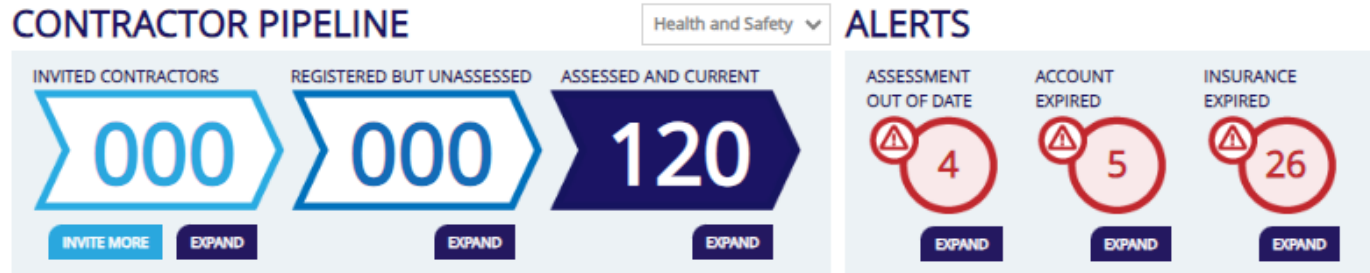 CONTRACTOR PIPELINE
Health and Safety
INVITED CONTRACTORS
000
INVITE MORE
EXPAND
REGISTERED BUT UNASSESSED
000
EXPAND
ASSESSED AND CURRENT
120
EXPAND
ALERTS
ASSESSMENT
OUT OF DATE
4
EXPAND
ACCOUNT
EXPIRED
5
EXPAND
INSURANCE
EXPIRED
26
EXPAND